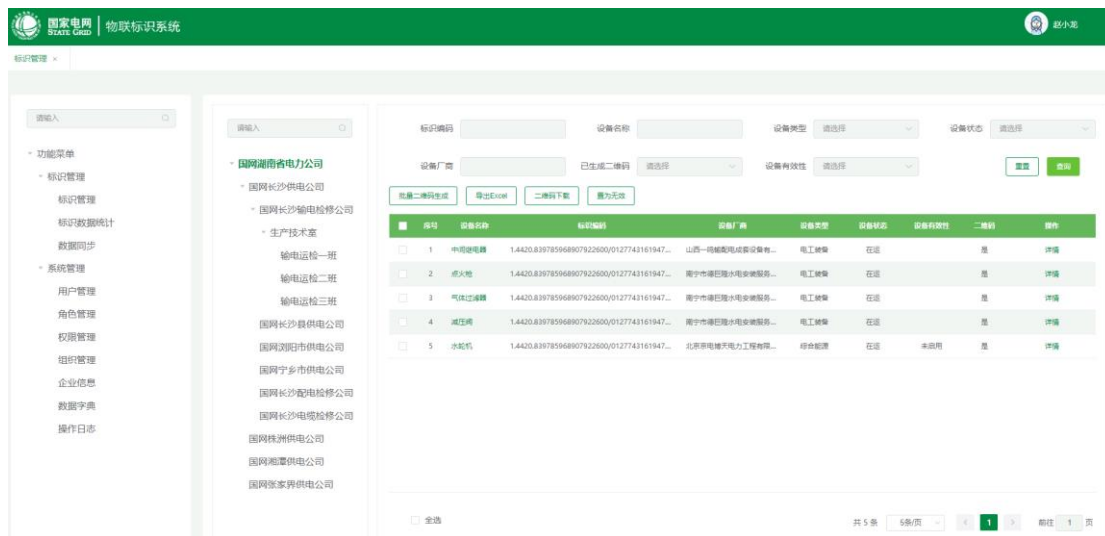 国家电网 物联标识系统 赵小龙
STATE GRID
标识管理 ×
请输入
功能菜单
标识管理
标识管理
标识数据统计
数据同步
系统管理
用户管理
角色管理
权限管理
组织管理
企业信息
数据字典
操作日志
请输入
国网湖南省电力公司
国网长沙供电公司
国网长沙输电检修公司
生产技术室
输电运检一班
输电运检二班
输电运检三班
国网长沙县供电公司
国网浏阳市供电公司
国网宁乡市供电公司
国网长沙配电检修公司
国网长沙电缆检修公司
国网株洲供电公司
国网湘潭供电公司
国网张家界供电公司
标识编码 设备名称 设备类型 请选择 设备状态 请选择
设备厂商 已生成二维码 请选择 设备有效性 请选择 重置 查询
批量二维码生成 导出Excel 二维码下载 置为无效
序号 设备名称 标识编码 设备厂商 设备类型 设备状态 设备有效性 二维码 操作
1 中间继电器 1.4420.839785968907922600/0127743161947... 山西一鸣输配电成套设备有... 电工装备 在运 是 详情
2 点火枪 1.4420.839785968907922600/0127743161947... 南宁市德巨隆水电安装服务... 电工装备 在运 是 详情
3 气体过滤器 1.4420.839785968907922600/0127743161947... 南宁市德巨隆水电安装服务... 电工装备 在运 是 详情
4 减压阀 1.4420.839785968907922600/0127743161947... 南宁市德巨隆水电安装服务... 电工装备 在运 是 详情
5 水轮机 1.4420.839785968907922600/0127743161947... 北京京电博天电力工程有限... 综合能源 在运 未启用 是 详情
全选 共 5 条 5条/页 1 前往 1 页